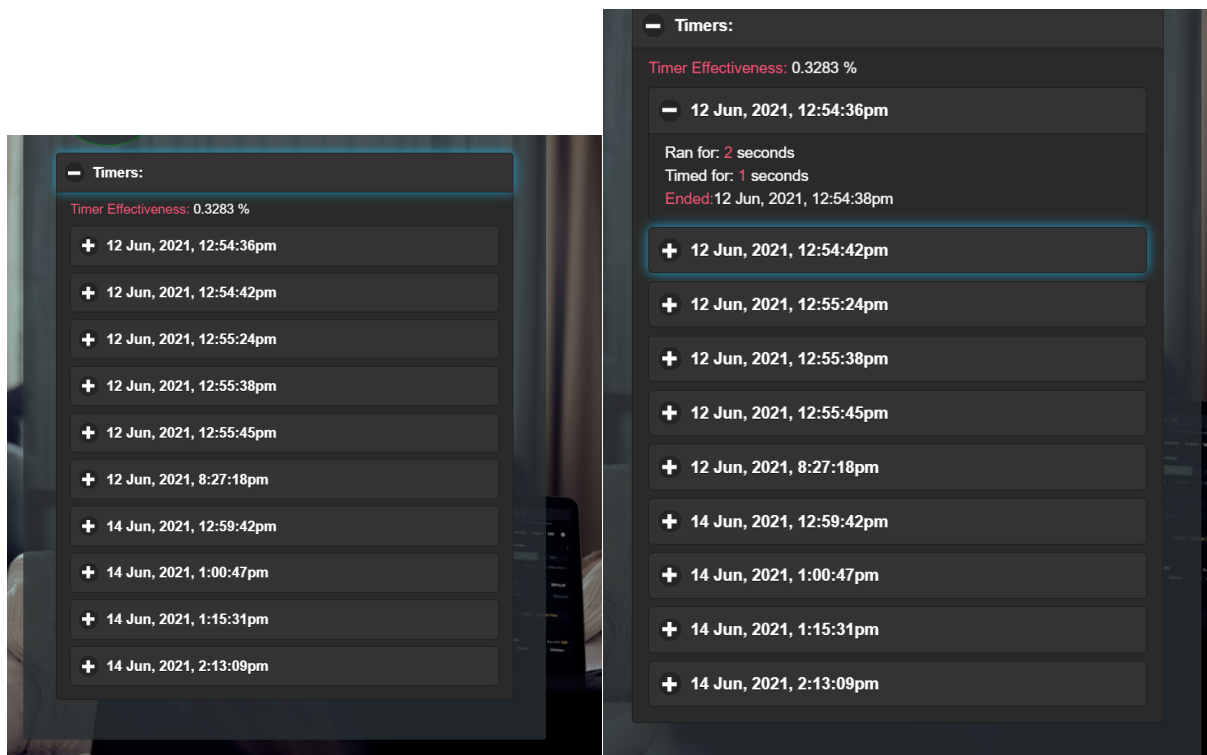 Timers:
Timer Effectiveness: 0.3283 %
12 Jun, 2021, 12:54:36pm
12 Jun, 2021, 12:54:42pm
12 Jun, 2021, 12:55:24pm
12 Jun, 2021, 12:55:38pm
12 Jun, 2021, 12:55:45pm
12 Jun, 2021, 8:27:18pm
14 Jun, 2021, 12:59:42pm
14 Jun, 2021, 1:00:47pm
14 Jun, 2021, 1:15:31pm
14 Jun, 2021, 2:13:09pm
Timers:
Timer Effectiveness: 0.3283 %
12 Jun, 2021, 12:54:36pm
Ran for: 2 seconds
Timed for: 1 seconds
Ended:12 Jun, 2021, 12:54:38pm
12 Jun, 2021, 12:54:42pm
12 Jun, 2021, 12:55:24pm
12 Jun, 2021, 12:55:38pm
12 Jun, 2021, 12:55:45pm
12 Jun, 2021, 8:27:18pm
14 Jun, 2021, 12:59:42pm
14 Jun, 2021, 1:00:47pm
14 Jun, 2021, 1:15:31pm
14 Jun, 2021, 2:13:09pm